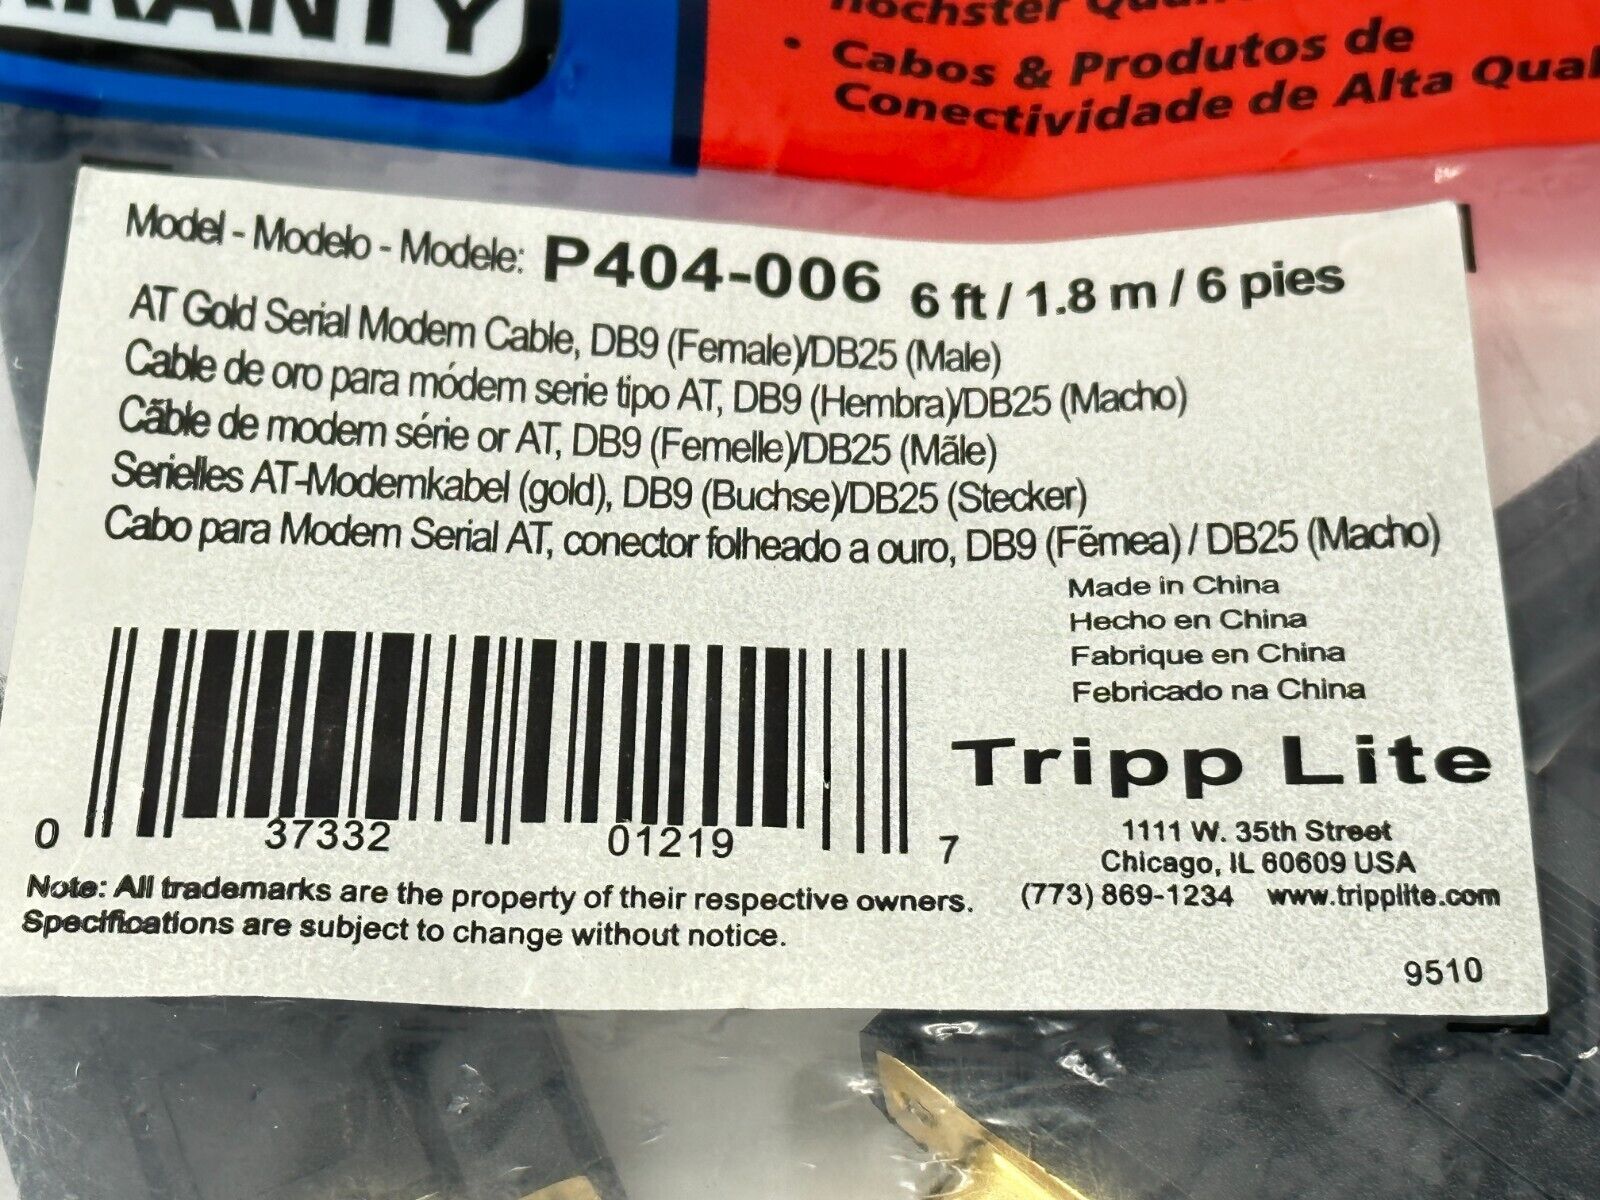 RANTY
höchster
• Cabos & Produtos de
Conectividade de Alta
Model - Modelo - Modele: P404-006 6 ft / 1.8 m / 6 pies
AT Gold Serial Modem Cable, DB9 (Female)/DB25 (Male)
Cable de oro para módem serie tipo AT, DB9 (Hembra)/DB25 (Macho)
Cãble de modem série or AT, DB9 (Femelle)/DB25 (Mãle)
Serielles AT-Modemkabel (gold), DB9 (Buchse)/DB25 (Stecker)
Cabo para Modem Serial AT, conector folheado a ouro, DB9 (Fẽmea) / DB25 (Macho)
Made in China
Hecho en China
Fabrique en China
Febricado na China
0 37332 01219 7
Tripp Lite
1111 W. 35th Street
Chicago, IL 60609 USA
(773) 869-1234 www.tripplite.com
Note: All trademarks are the property of their respective owners.
Specifications are subject to change without notice.
9510